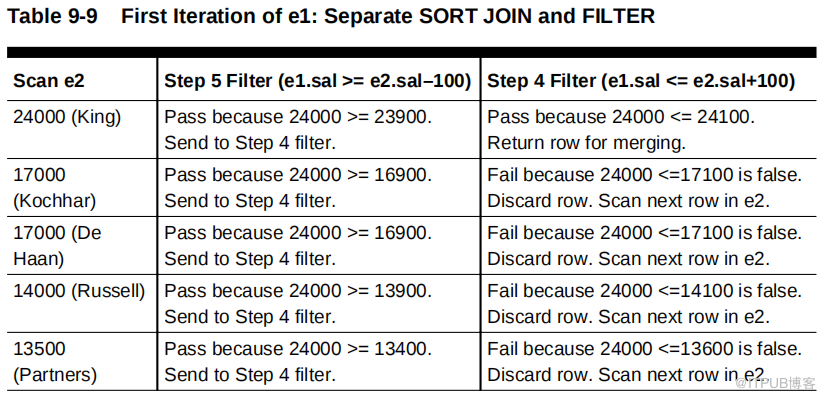 Table 9-9 First Iteration of e1: Separate SORT JOIN and FILTER
Scan e2 Step 5 Filter (e1.sal >= e2.sal–100) Step 4 Filter (e1.sal <= e2.sal+100)
24000 (King) Pass because 24000 >= 23900. Pass because 24000 <= 24100.
Send to Step 4 filter. Return row for merging.
17000 Pass because 24000 >= 16900. Fail because 24000 <=17100 is false.
(Kochhar) Send to Step 4 filter. Discard row. Scan next row in e2.
17000 (De Pass because 24000 >= 16900. Fail because 24000 <=17100 is false.
Haan) Send to Step 4 filter. Discard row. Scan next row in e2.
14000 (Russell) Pass because 24000 >= 13900. Fail because 24000 <=14100 is false.
Send to Step 4 filter. Discard row. Scan next row in e2.
13500 Pass because 24000 >= 13400. Fail because 24000 <=13600 is false.
(Partners) Send to Step 4 filter. Discard row. Scan next row in e2.
@ITPUB博客